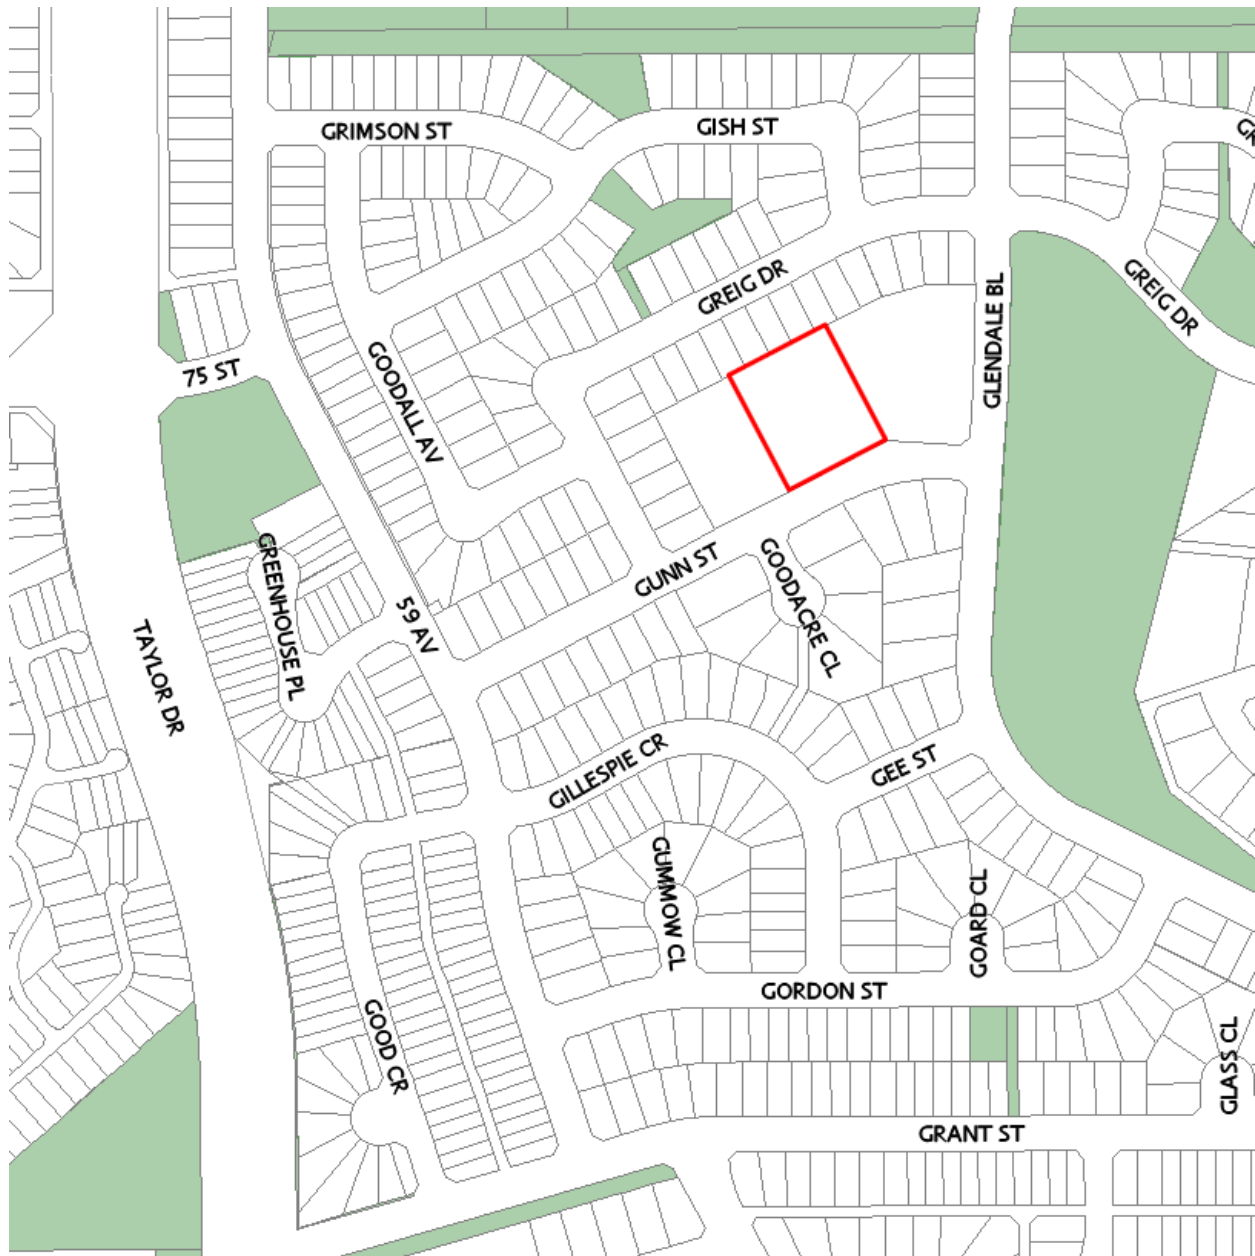 GRIMSON ST
GISH ST
GREIG DR
GREIG DR
GLENDALE BL
75 ST
GOODALL AV
GREENHOUSE PL
59 AV
GUNN ST
GOODACRE CL
TAYLOR DR
GILLESPIE CR
GEE ST
GUMMOW CL
GOARD CL
GORDON ST
GOOD CR
GLASS CL
GRANT ST